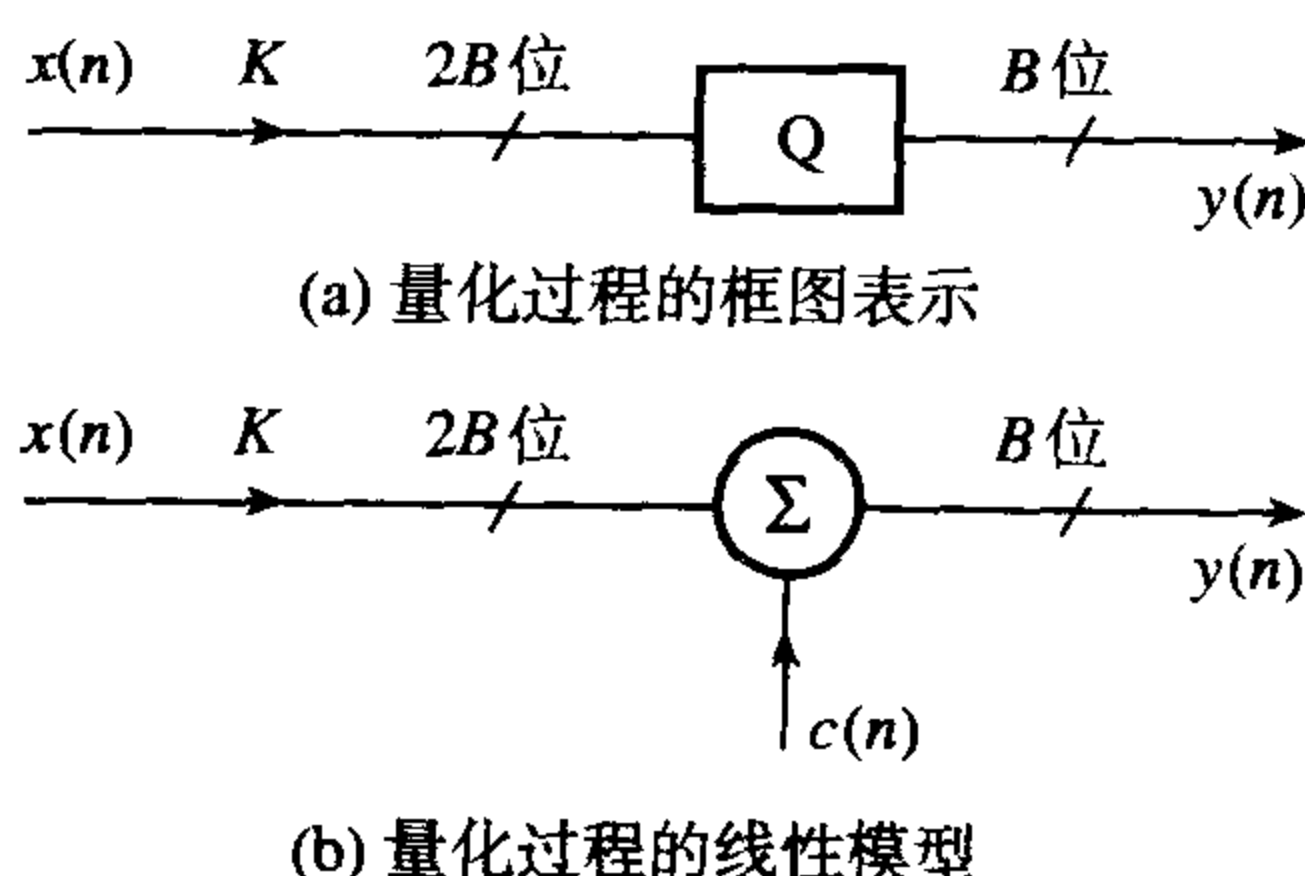 x(n) K 2B位 Q B位
y(n)
(a) 量化过程的框图表示
x(n) K 2B位 Σ B位
y(n)
c(n)
(b) 量化过程的线性模型